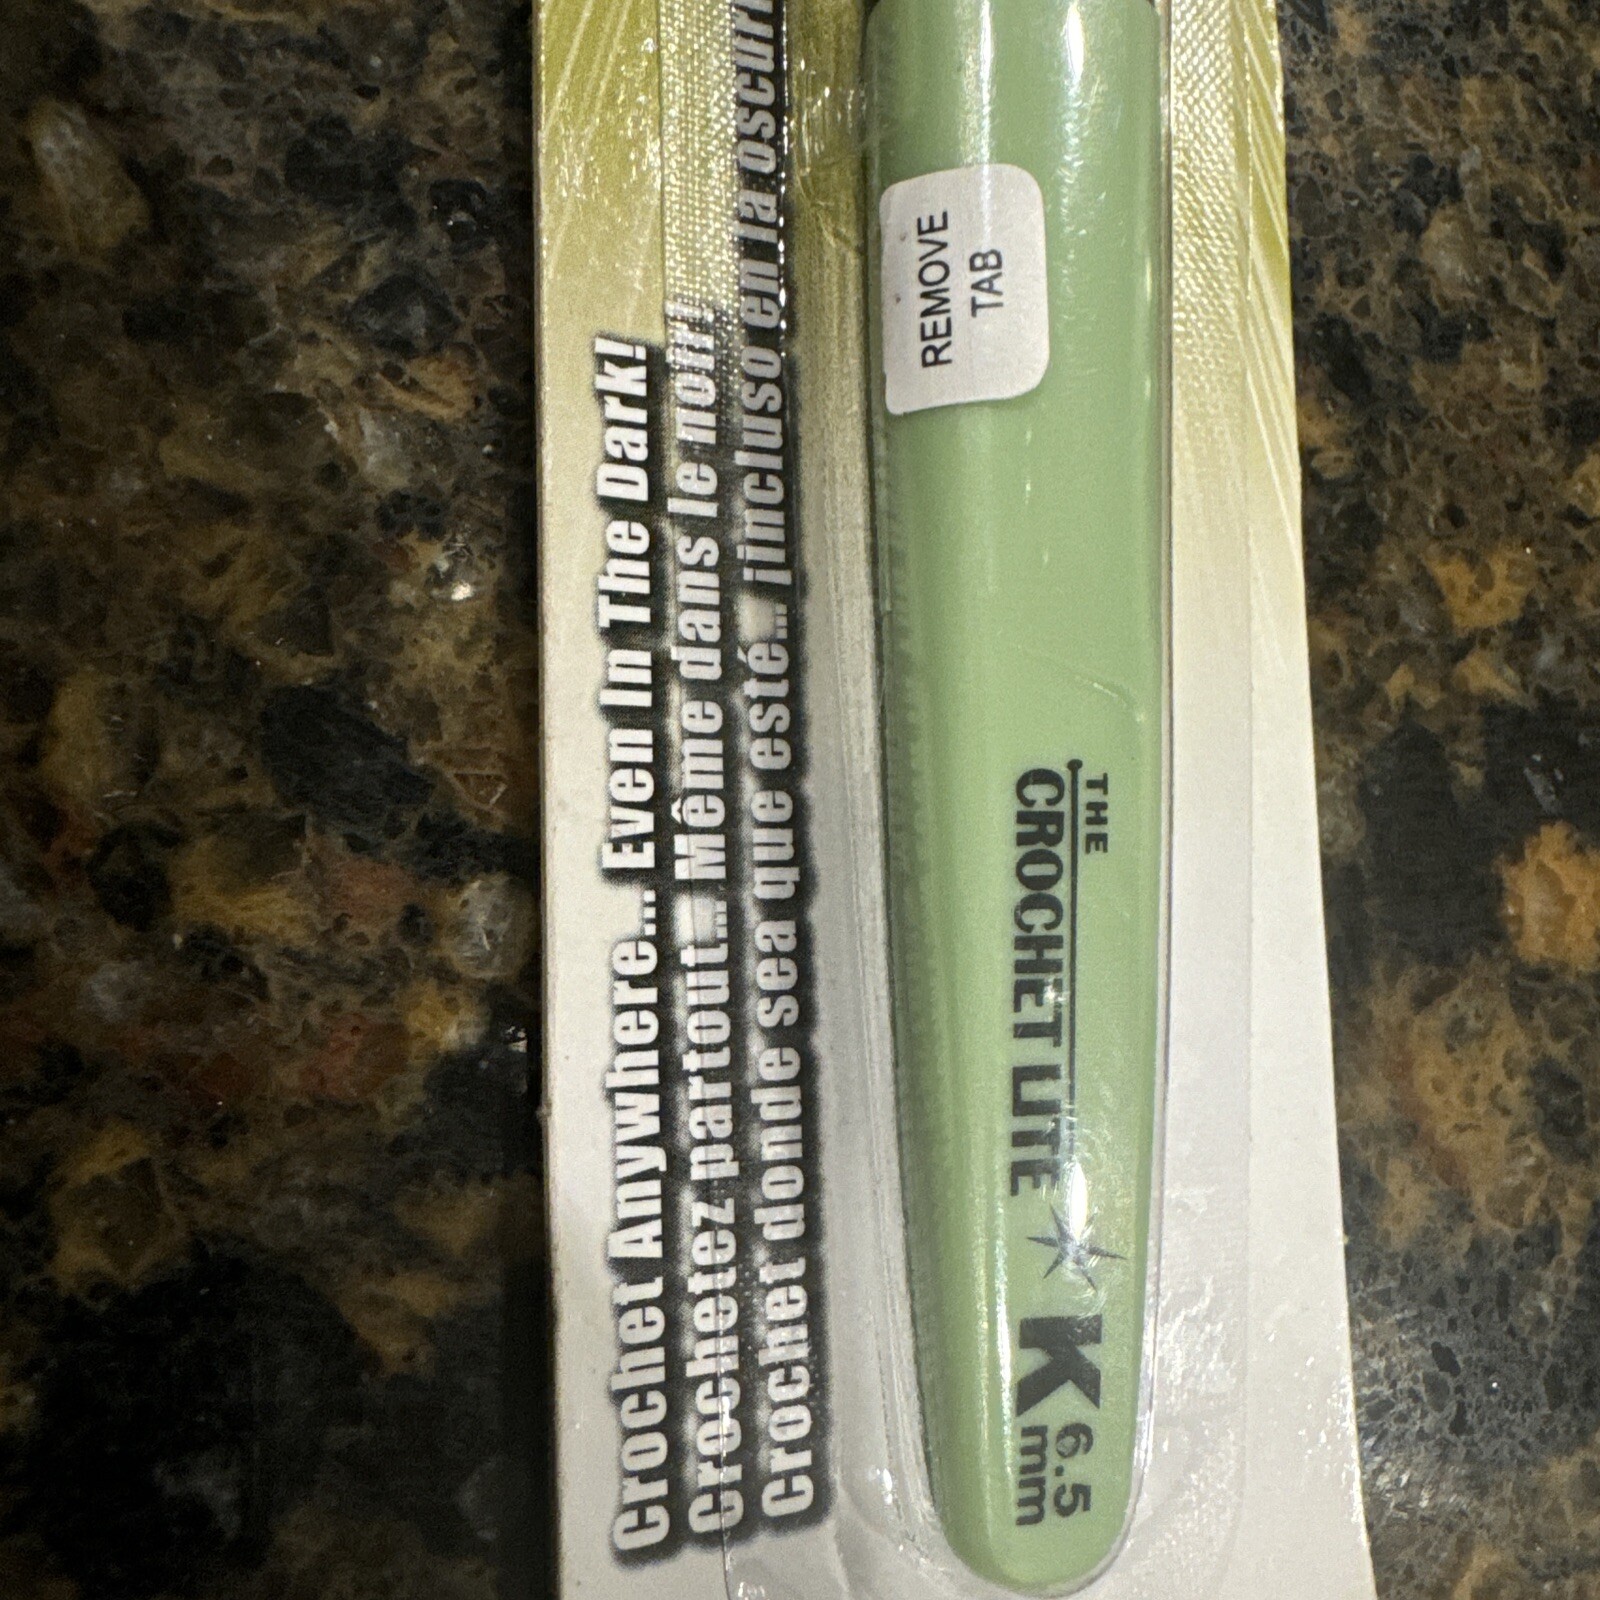 Crochet Anywhere... Even In The Dark!
Crochetez partout... Même dans le noir!
Crochet donde sea que esté... ¡incluso en la
REMOVE
TAB
THE
CROCHET LITE
K 6.5
mm